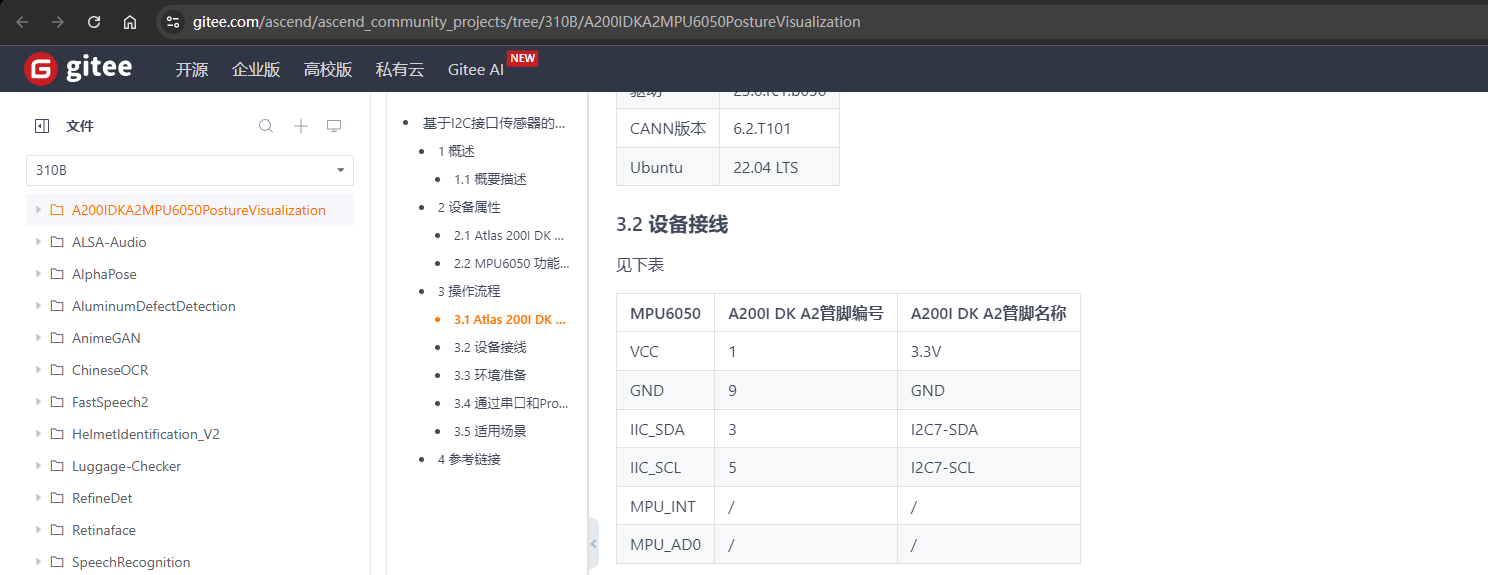 gitee.com/ascend/ascend_community_projects/tree/310B/A200IDKA2MPU6050PostureVisualization
gitee
开源
企业版
高校版
私有云
Gitee AI
NEW
文件
310B
A200IDKA2MPU6050PostureVisualization
ALSA-Audio
AlphaPose
AluminumDefectDetection
AnimeGAN
ChineseOCR
FastSpeech2
HelmetIdentification_V2
Luggage-Checker
RefineDet
Retinaface
SpeechRecognition
基于I2C接口传感器的...
1 概述
1.1 概要描述
2 设备属性
2.1 Atlas 200I DK ...
2.2 MPU6050 功能...
3 操作流程
3.1 Atlas 200I DK ...
3.2 设备接线
3.3 环境准备
3.4 通过串口和Pro...
3.5 适用场景
4 参考链接
驱动 23.0.rc1.b030
CANN版本 6.2.T101
Ubuntu 22.04 LTS
3.2 设备接线
见下表
MPU6050 A200I DK A2管脚编号 A200I DK A2管脚名称
VCC 1 3.3V
GND 9 GND
IIC_SDA 3 I2C7-SDA
IIC_SCL 5 I2C7-SCL
MPU_INT / /
MPU_AD0 / /